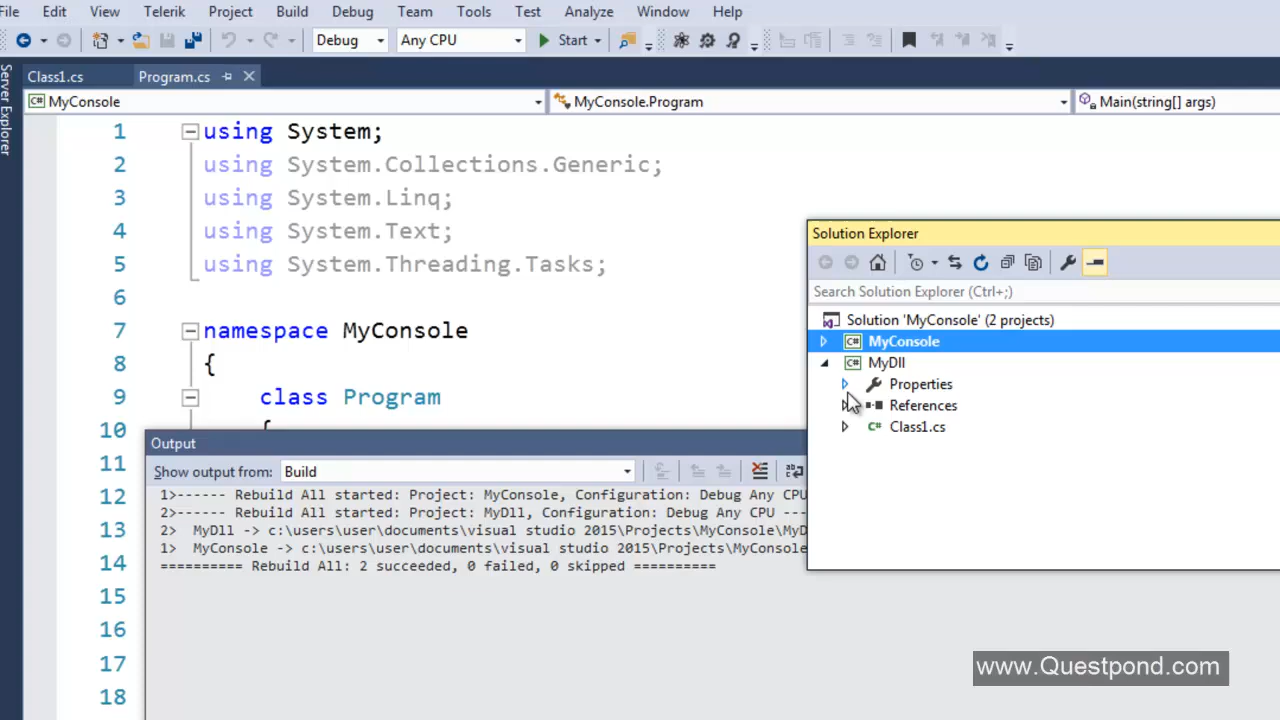 File Edit View Telerik Project Build Debug Team Tools Test Analyze Window Help
Debug Any CPU Start
Server Explorer
Class1.cs Program.cs
C# MyConsole MyConsole.Program Main(string[] args)
1 using System;
2 using System.Collections.Generic;
3 using System.Linq;
4 using System.Text;
5 using System.Threading.Tasks;
6
7 namespace MyConsole
8 {
9 class Program
10 {
11
12
13
14
15
16
17
18
Solution Explorer
Search Solution Explorer (Ctrl+;)
Solution 'MyConsole' (2 projects)
C# MyConsole
C# MyDll
Properties
References
C# Class1.cs
Output
Show output from: Build
1>------ Rebuild All started: Project: MyConsole, Configuration: Debug Any CPU
2>------ Rebuild All started: Project: MyDll, Configuration: Debug Any CPU ---
2> MyDll -> c:\users\user\documents\visual studio 2015\Projects\MyConsole\MyD
1> MyConsole -> c:\users\user\documents\visual studio 2015\Projects\MyConsole
========== Rebuild All: 2 succeeded, 0 failed, 0 skipped ==========
www.Questpond.com